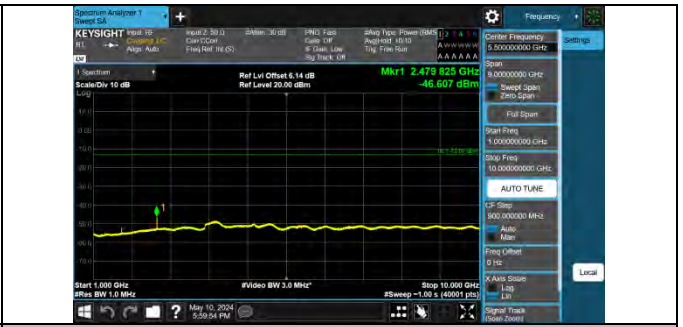 Spectrum Analyzer 1
Swept SA
+
Frequency
KEYSIGHT Input: RF
Coupling: DC
Align: Auto
Input Z: 50 Ω
Corr CCorr
Freq Ref: Int (S)
#Atten: 30 dB
PNO: Fast
Gate: Off
IF Gain: Low
Sig Track: Off
#Avg Type: Power (RMS
Avg|Hold: 10/10
Trig: Free Run
1 Spectrum
Scale/Div 10 dB
Log
Ref Lvl Offset 6.14 dB
Ref Level 20.00 dBm
Mkr1 2.479 825 GHz
-46.607 dBm
1
Start 1.000 GHz
#Res BW 1.0 MHz
#Video BW 3.0 MHz*
Stop 10.000 GHz
#Sweep ~1.00 s (40001 pts)
May 10, 2024
5:59:54 PM
?
Center Frequency
5.500000000 GHz
Settings
Span
9.00000000 GHz
Swept Span
Zero Span
Full Span
Start Freq
1.000000000 GHz
Stop Freq
10.000000000 GHz
AUTO TUNE
CF Step
900.000000 MHz
Auto
Man
Freq Offset
0 Hz
X Axis Scale
Log
Lin
Local
Signal Track
(Span Zoom)